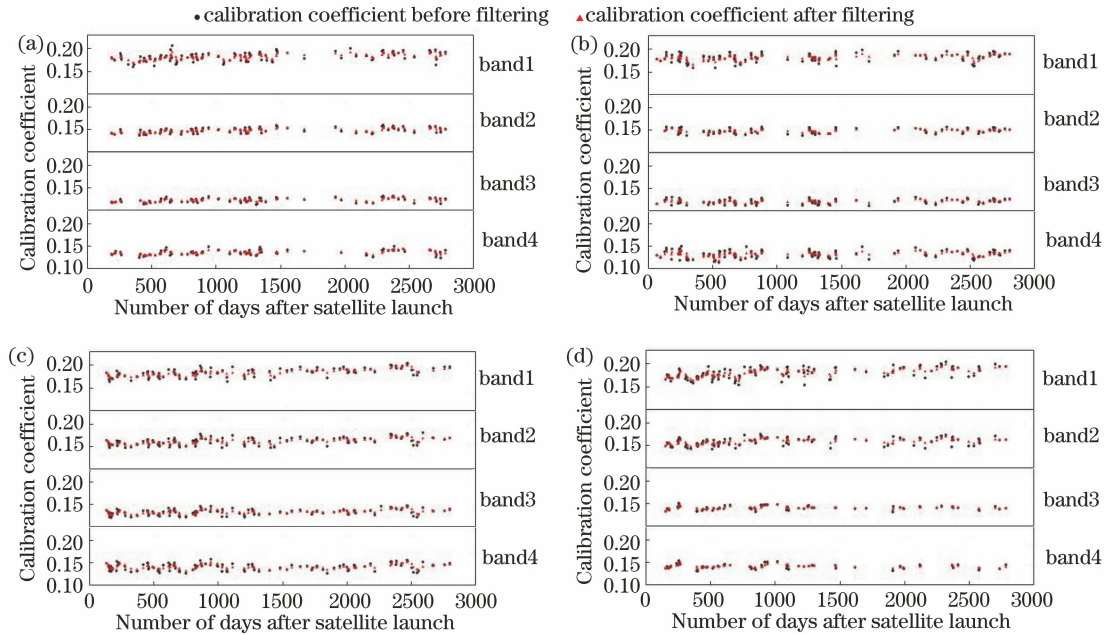 calibration coefficient before filtering calibration coefficient after filtering
(a) 0.20 0.15 band1
0.20 0.15 band2
0.20 0.15 band3
0.20 0.15 0.10 band4
Calibration coefficient
0 500 1000 1500 2000 2500 3000
Number of days after satellite launch
(b) 0.20 0.15 band1
0.20 0.15 band2
0.20 0.15 band3
0.20 0.15 0.10 band4
Calibration coefficient
0 500 1000 1500 2000 2500 3000
Number of days after satellite launch
(c) 0.20 0.15 band1
0.20 0.15 band2
0.20 0.15 band3
0.20 0.15 0.10 band4
Calibration coefficient
0 500 1000 1500 2000 2500 3000
Number of days after satellite launch
(d) 0.20 0.15 band1
0.20 0.15 band2
0.20 0.15 band3
0.20 0.15 0.10 band4
Calibration coefficient
0 500 1000 1500 2000 2500 3000
Number of days after satellite launch